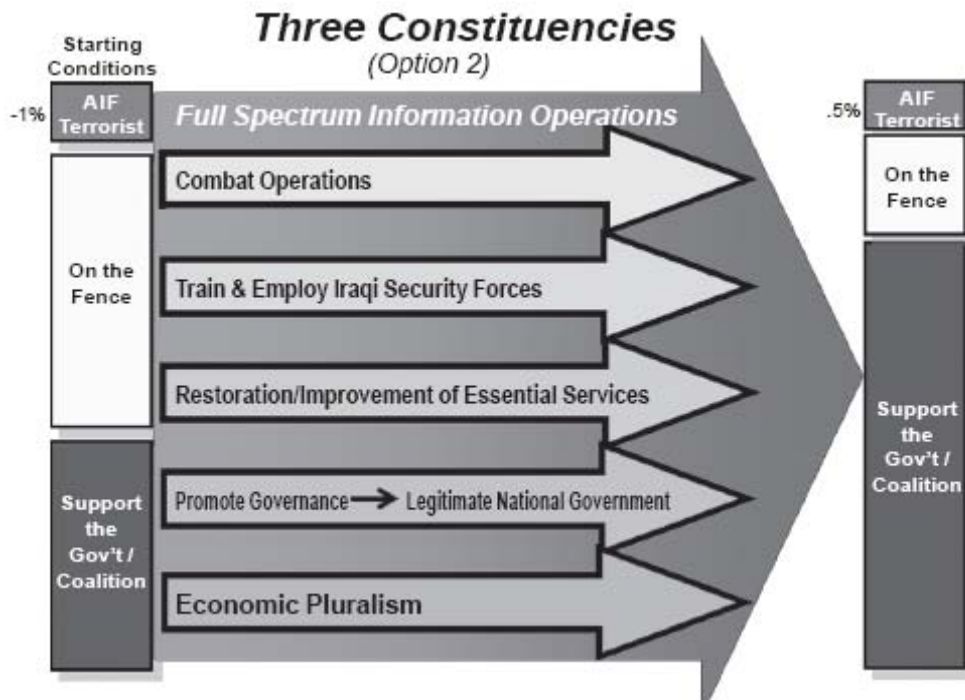 Three Constituencies
(Option 2)
Starting
Conditions
-1%
AIF
Terrorist
On the
Fence
Support
the
Gov't /
Coalition
Full Spectrum Information Operations
Combat Operations
Train & Employ Iraqi Security Forces
Restoration/Improvement of Essential Services
Promote Governance → Legitimate National Government
Economic Pluralism
.5%
AIF
Terrorist
On the
Fence
Support
the
Gov't /
Coalition